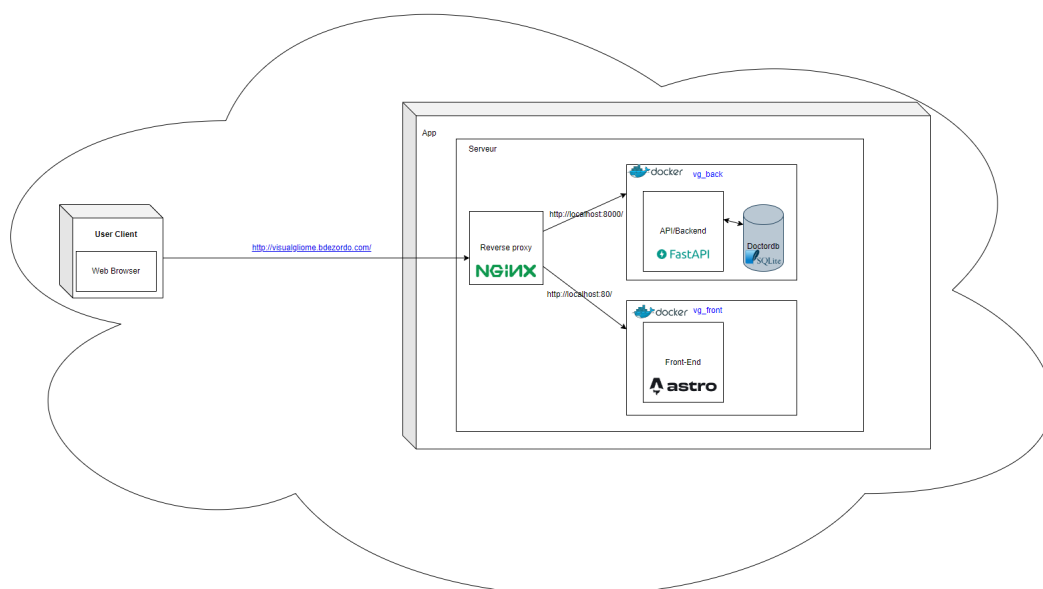 App
Serveur
docker
vg_back
http://localhost:8000/
API/Backend
FastAPI
Doctordb
SQLite
User Client
Web Browser
http://visualgliome.bdezordo.com/
Reverse proxy
NGINX
http://localhost:80/
docker
vg_front
Front-End
astro